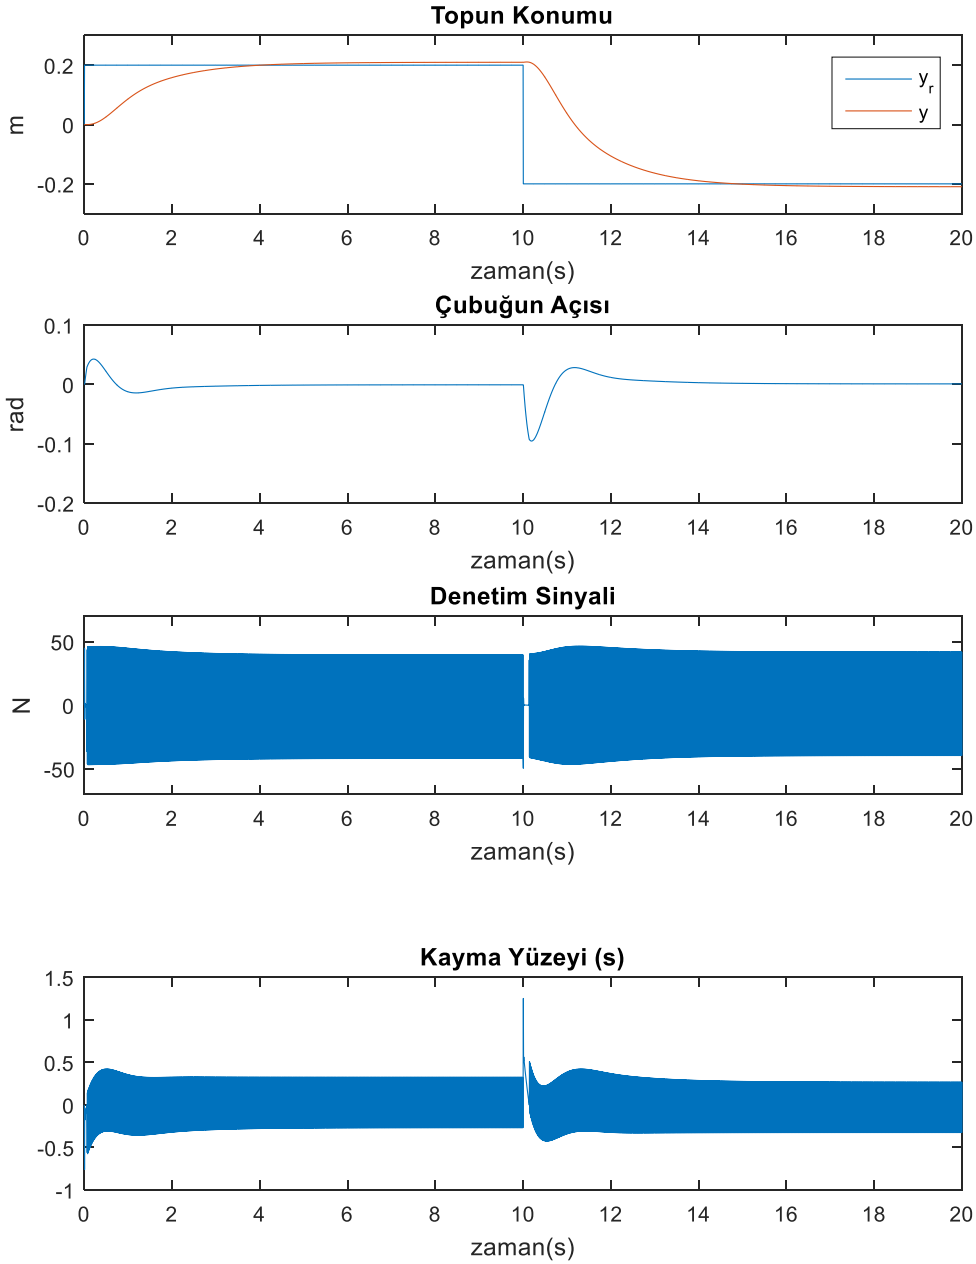 Topun Konumu
0.2
0
-0.2
m
y_r
y
0 2 4 6 8 10 12 14 16 18 20
zaman(s)
Çubuğun Açısı
0.1
0
-0.1
-0.2
rad
0 2 4 6 8 10 12 14 16 18 20
zaman(s)
Denetim Sinyali
50
0
-50
N
0 2 4 6 8 10 12 14 16 18 20
zaman(s)
Kayma Yüzeyi (s)
1.5
1
0.5
0
-0.5
-1
0 2 4 6 8 10 12 14 16 18 20
zaman(s)